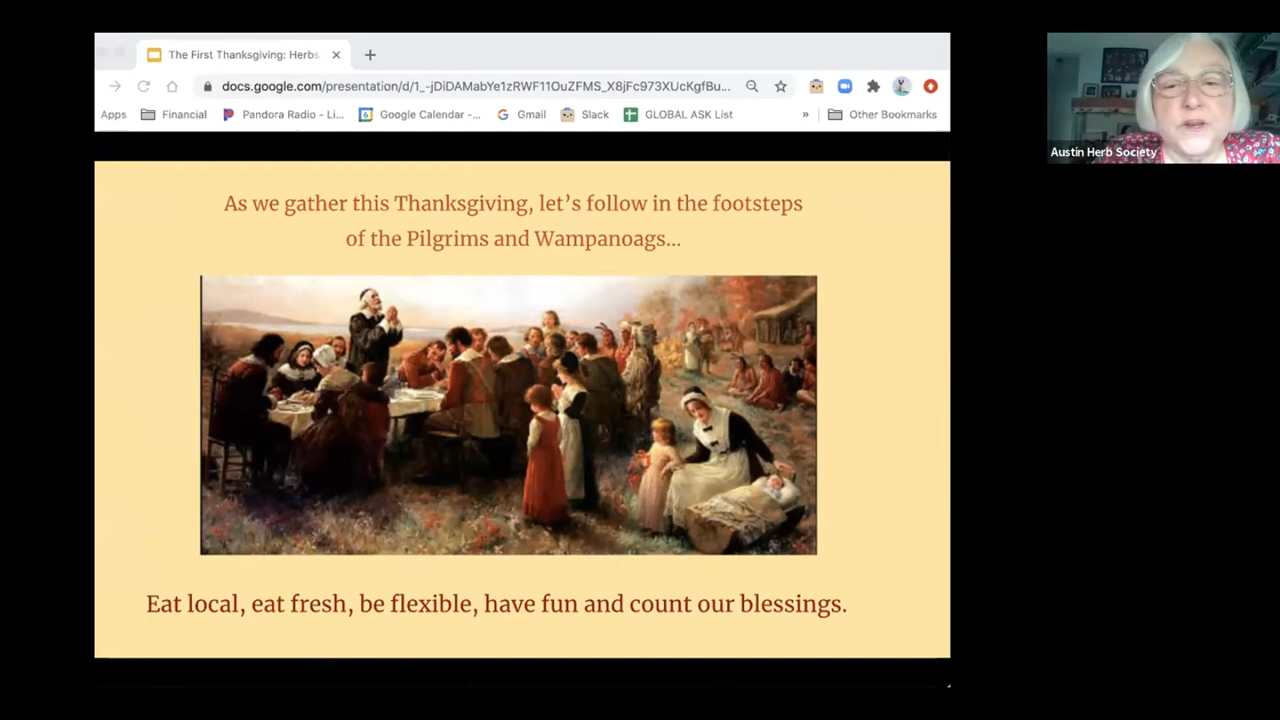 The First Thanksgiving: Herbs
docs.google.com/presentation/d/1_-jDiDAMabYe1zRWF11OuZFMS_X8jFc973XUcKgfBu...
Apps Financial Pandora Radio - Li... Google Calendar -... Gmail Slack GLOBAL ASK List » Other Bookmarks
As we gather this Thanksgiving, let’s follow in the footsteps
of the Pilgrims and Wampanoags...
Eat local, eat fresh, be flexible, have fun and count our blessings.
Austin Herb Society